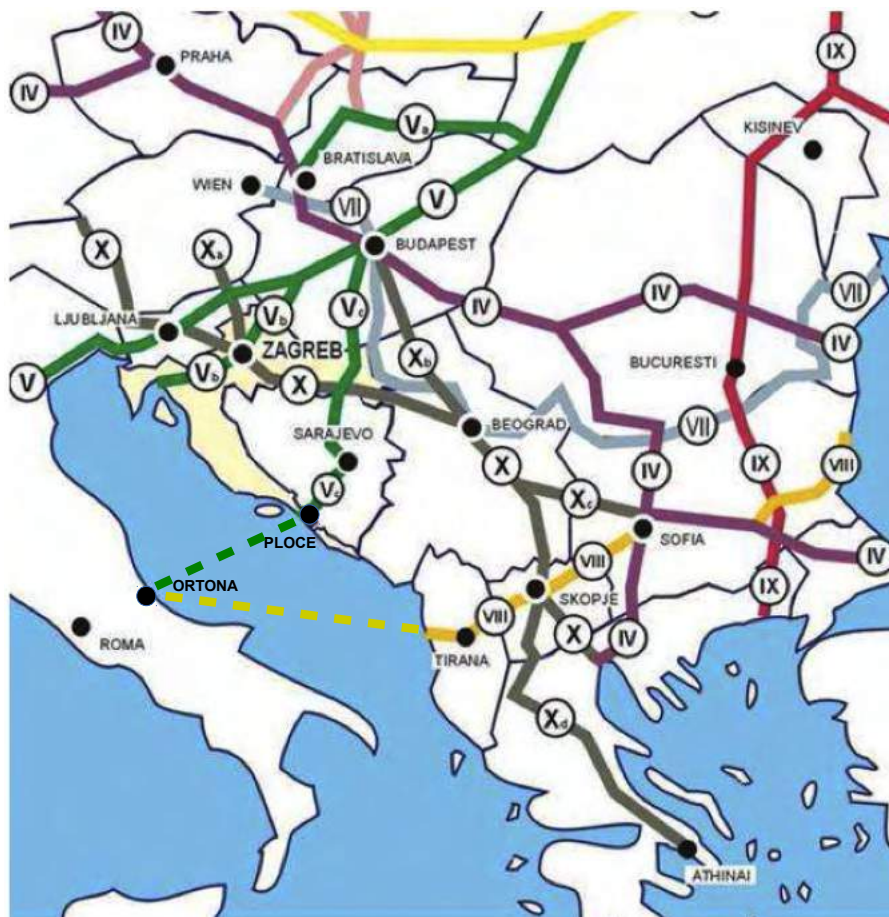 IV
IX
PRAHA
IV
Va
KISINEV
BRATISLAVA
WIEN
VII
V
BUDAPEST
X
Xa
IV
IV
VII
LJUBLJANA
Vb
Vc
IV
ZAGREB
Xb
BUCURESTI
V
Vb
X
SARAJEVO
BEOGRAD
VII
X
IV
IX
VIII
Vc
Xc
PLOCE
SOFIA
IV
VIII
ORTONA
IX
SKOPJE
VIII
ROMA
TIRANA
X
IV
Xd
ATHINAI